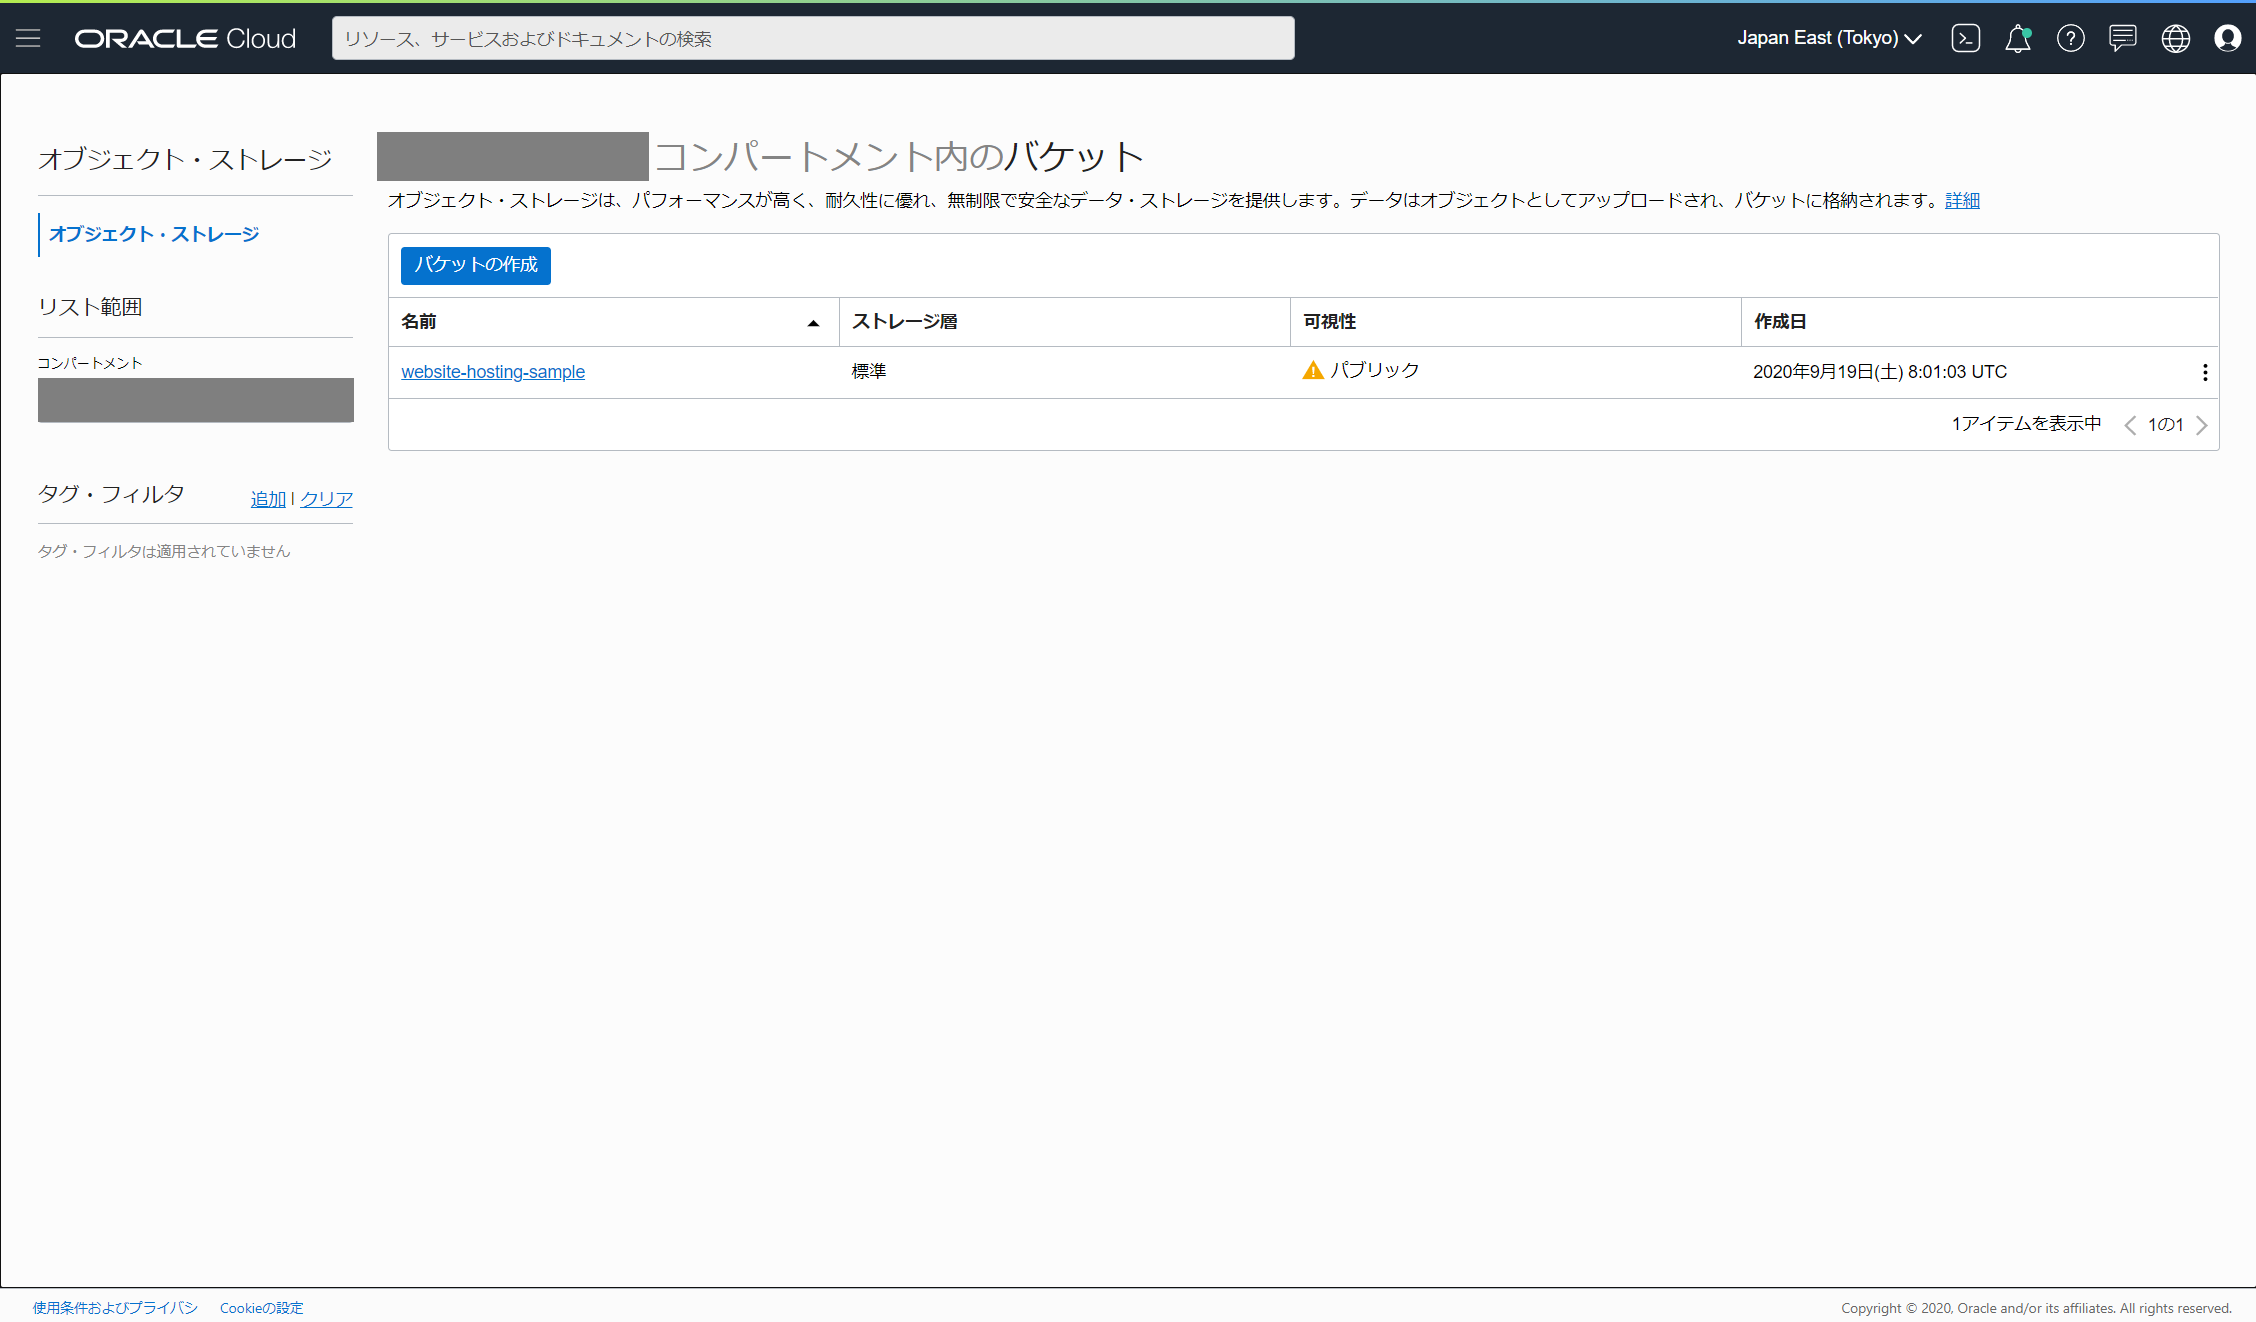 ORACLE Cloud
リソース、サービスおよびドキュメントの検索
Japan East (Tokyo)
オブジェクト・ストレージ
オブジェクト・ストレージ
リスト範囲
コンパートメント
タグ・フィルタ
追加 | クリア
タグ・フィルタは適用されていません
コンパートメント内のバケット
オブジェクト・ストレージは、パフォーマンスが高く、耐久性に優れ、無制限で安全なデータ・ストレージを提供します。データはオブジェクトとしてアップロードされ、バケットに格納されます。詳細
バケットの作成
名前 ストレージ層 可視性 作成日
website-hosting-sample 標準 パブリック 2020年9月19日(土) 8:01:03 UTC
1アイテムを表示中 1の1
使用条件およびプライバシ Cookieの設定
Copyright © 2020, Oracle and/or its affiliates. All rights reserved.